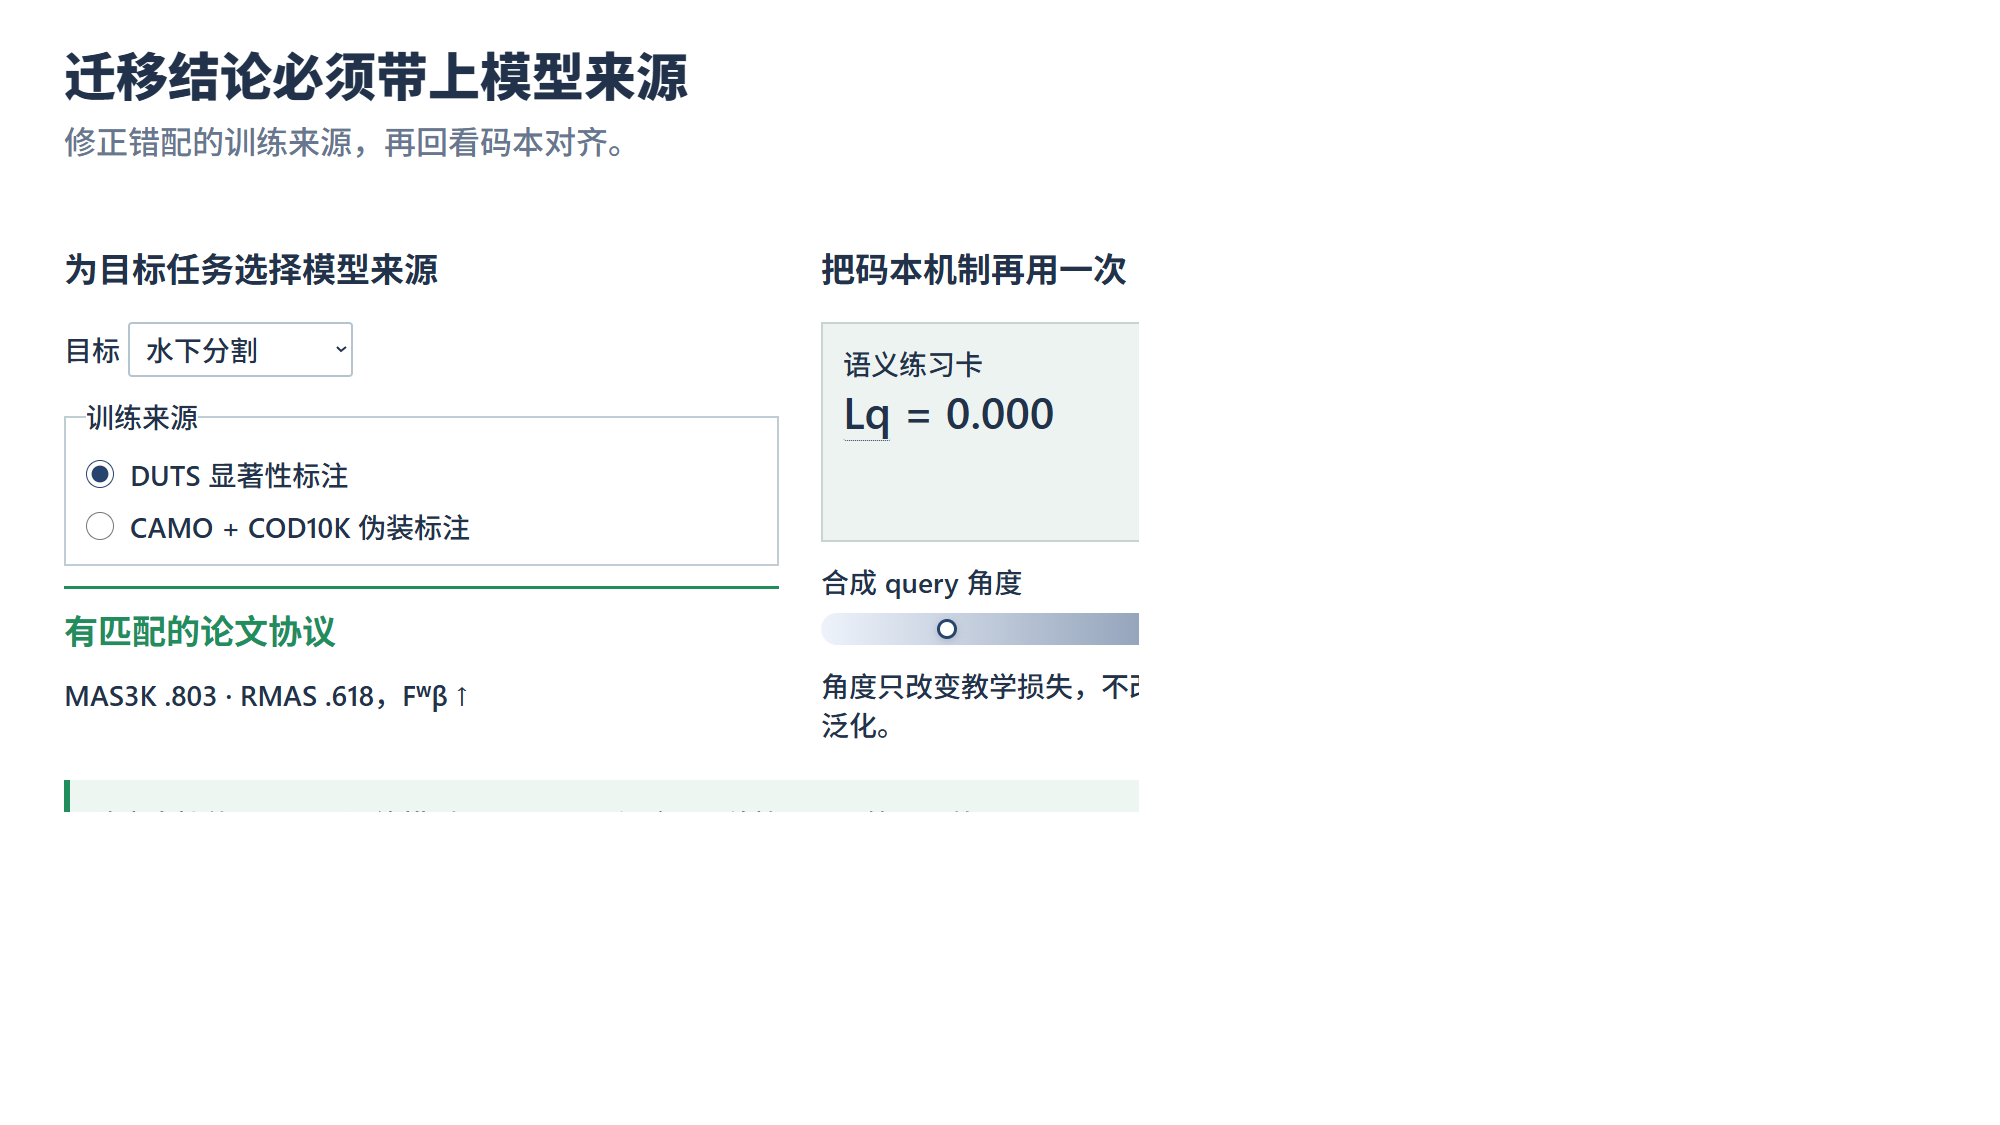 迁移结论必须带上模型来源
修正错配的训练来源，再回看码本对齐。
为目标任务选择模型来源
目标 水下分割
训练来源
DUTS 显著性标注
CAMO + COD10K 伪装标注
有匹配的论文协议
MAS3K .803 · RMAS .618，Fʷβ ↑
把码本机制再用一次
语义练习卡
Lq = 0.000
合成 query 角度
角度只改变教学损失，不
泛化。